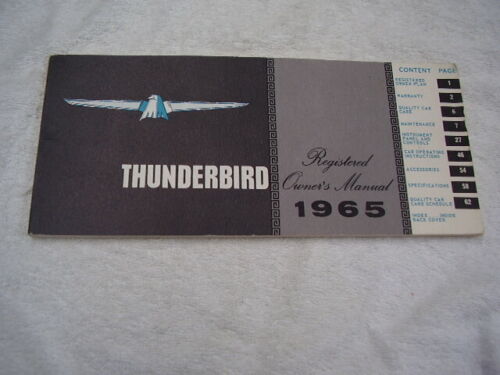 THUNDERBIRD
Registered
Owner's Manual
1965
CONTENT PAGE
REGISTERED
OWNER PLAN 1
WARRANTY 3
QUALITY CAR
CARE 6
MAINTENANCE 7
INSTRUMENT
PANEL AND
CONTROLS 27
CAR OPERATING
INSTRUCTIONS 46
ACCESSORIES 54
SPECIFICATIONS 58
QUALITY CAR
CARE SCHEDULE 62
INDEX INSIDE
BACK COVER